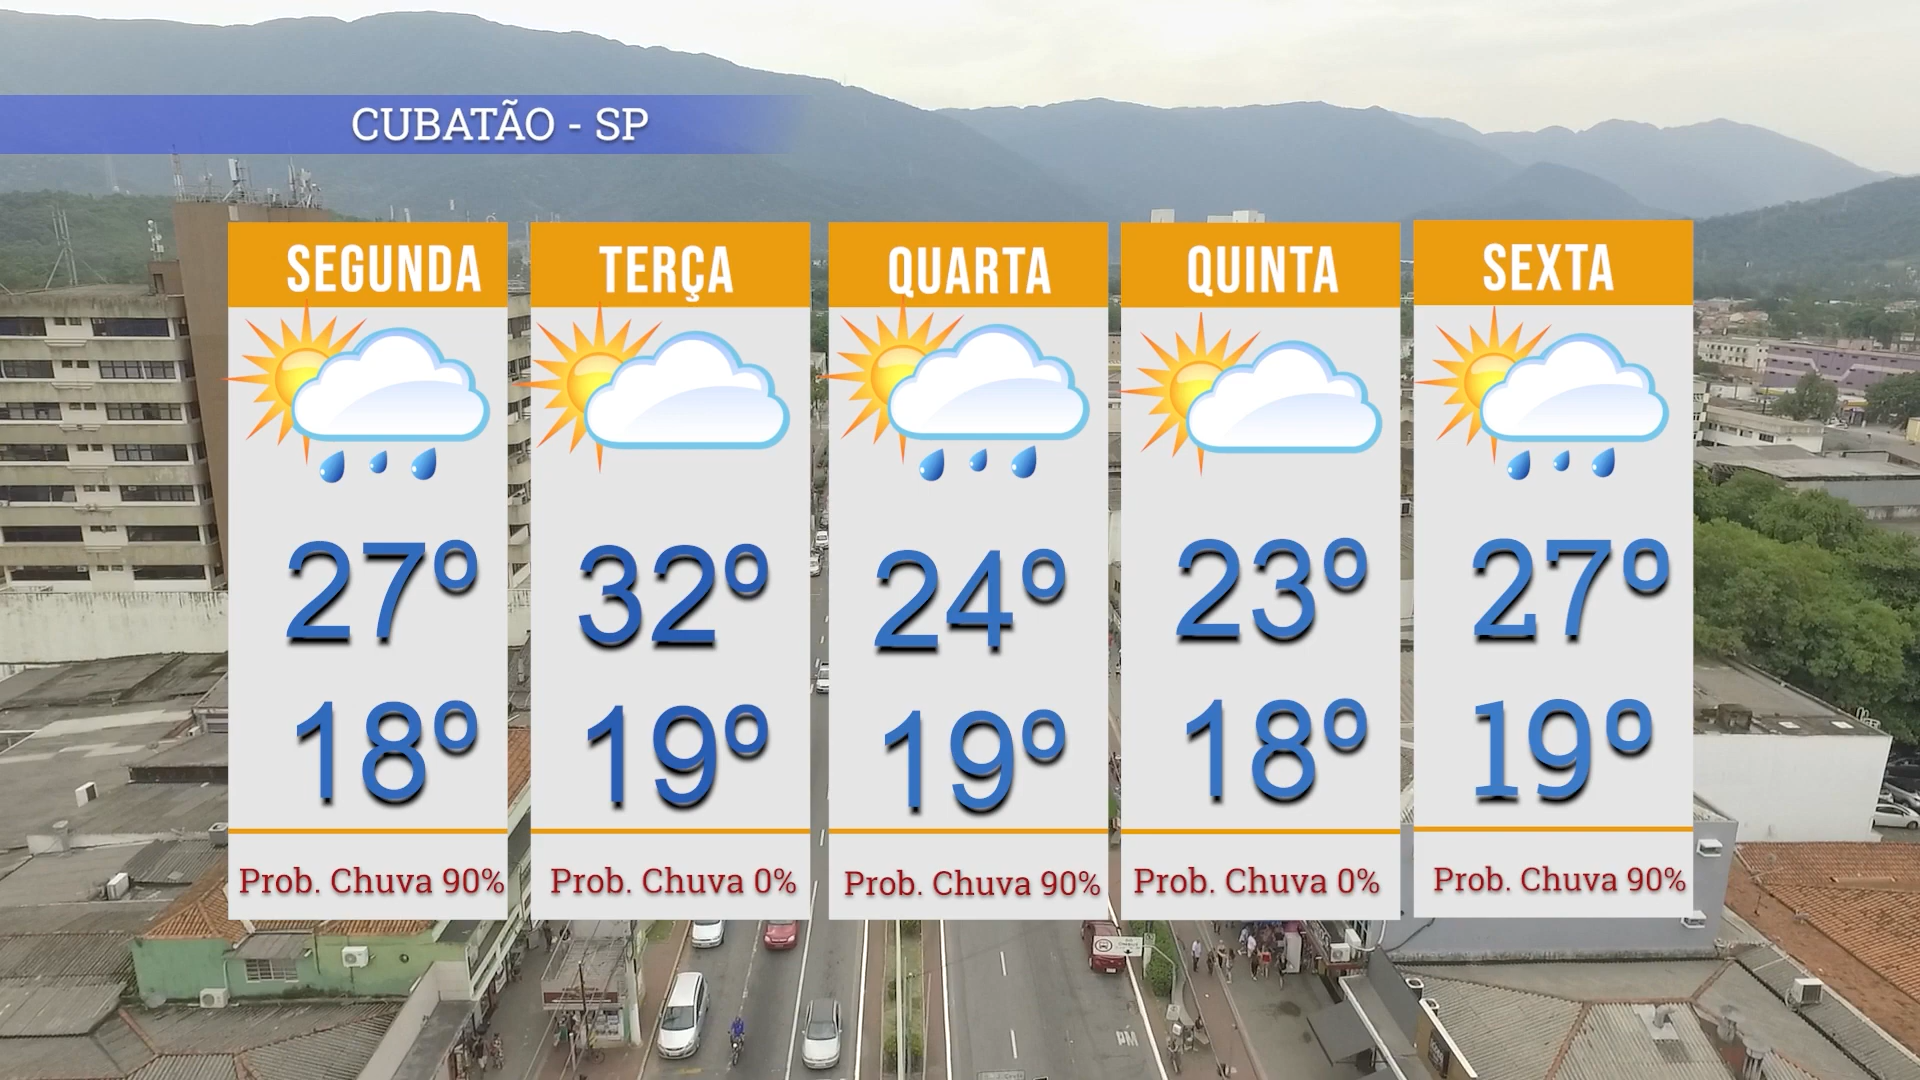 CUBATÃO - SP
SEGUNDA
27º
18º
Prob. Chuva 90%
TERÇA
32º
19º
Prob. Chuva 0%
QUARTA
24º
19º
Prob. Chuva 90%
QUINTA
23º
18º
Prob. Chuva 0%
SEXTA
27º
19º
Prob. Chuva 90%